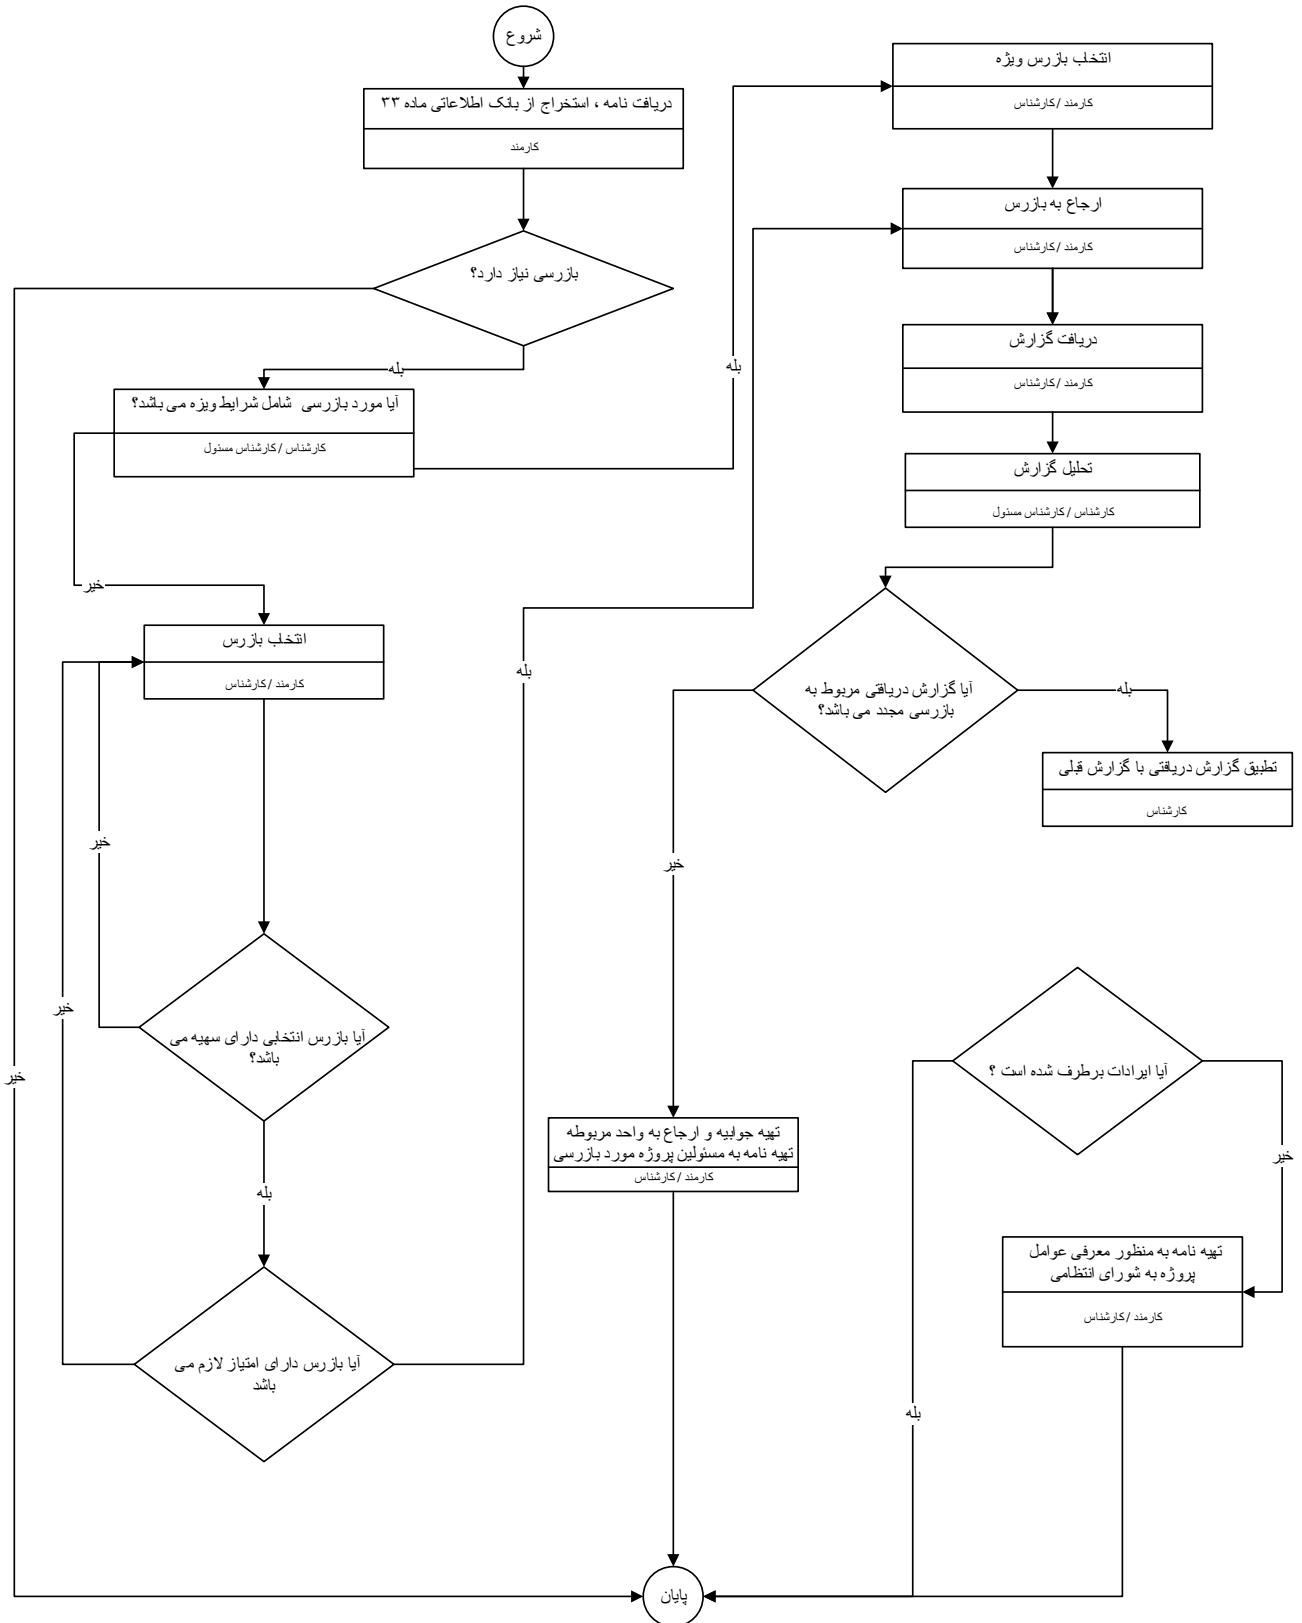 شروع
دریافت نامه ، استخراج از بانک اطلاعاتی ماده ۳۳
کارمند
بازرسی نیاز دارد؟
خیر
بله
آیا مورد بازرسی شامل شرایط ویزه می باشد؟
کارشناس / کارشناس مسئول
بله
خیر
انتخاب بازرس
کارمند / کارشناس
خیر
آیا بازرس انتخابی دارای سهیه می
باشد؟
خیر
بله
آیا بازرس دارای امتیاز لازم می
باشد
بله
انتخاب بازرس ویژه
کارمند / کارشناس
ارجاع به بازرس
کارمند / کارشناس
دریافت گزارش
کارمند / کارشناس
تحلیل گزارش
کارشناس / کارشناس مسئول
آیا گزارش دریافتی مربوط به
بازرسی مجدد می باشد؟
بله
تطبیق گزارش دریافتی با گزارش قبلی
کارشناس
خیر
تهیه جوابیه و ارجاع به واحد مربوطه
تهیه نامه به مسئولین پروژه مورد بازرسی
کارمند / کارشناس
آیا ایرادات برطرف شده است ؟
خیر
تهیه نامه به منظور معرفی عوامل
پروژه به شورای انتظامی
کارمند / کارشناس
بله
پایان